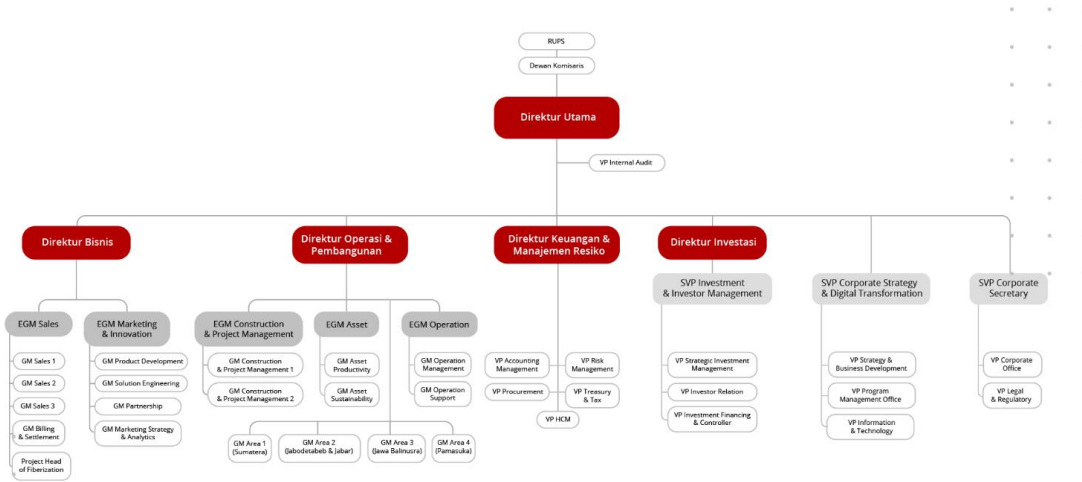 RUPS
Dewan Komisaris
Direktur Utama
VP Internal Audit
Direktur Bisnis
Direktur Operasi &
Pembangunan
Direktur Keuangan &
Manajemen Resiko
Direktur Investasi
SVP Investment
& Investor Management
SVP Corporate Strategy
& Digital Transformation
SVP Corporate
Secretary
EGM Sales
EGM Marketing
& Innovation
EGM Construction
& Project Management
EGM Asset
EGM Operation
GM Sales 1
GM Sales 2
GM Sales 3
GM Billing
& Settlement
Project Head
of Fiberization
GM Product Development
GM Solution Engineering
GM Partnership
GM Marketing Strategy
& Analytics
GM Construction
& Project Management 1
GM Construction
& Project Management 2
GM Asset
Productivity
GM Asset
Sustainability
GM Operation
Management
GM Operation
Support
GM Area 1
(Sumatera)
GM Area 2
(Jabodetabeb & Jabar)
GM Area 3
(Jawa Balinusra)
GM Area 4
(Pamasuka)
VP Accounting
Management
VP Risk
Management
VP Procurement
VP Treasury
& Tax
VP HCM
VP Strategic Investment
Management
VP Investor Relation
VP Investment Financing
& Controller
VP Strategy &
Business Development
VP Program
Management Office
VP Information
& Technology
VP Corporate
Office
VP Legal
& Regulatory